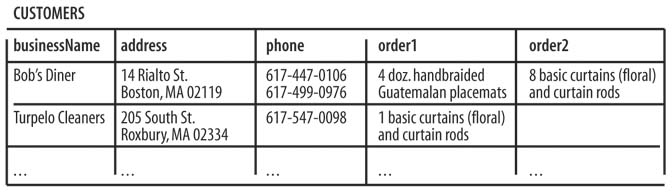 CUSTOMERS
businessName address phone order1 order2
Bob's Diner 14 Rialto St. 617-447-0106 4 doz. handbraided 8 basic curtains (floral)
Boston, MA 02119 617-499-0976 Guatemalan placemats and curtain rods
Turpelo Cleaners 205 South St. 617-547-0098 1 basic curtains (floral)
Roxbury, MA 02334 and curtain rods
... ... ... ... ...